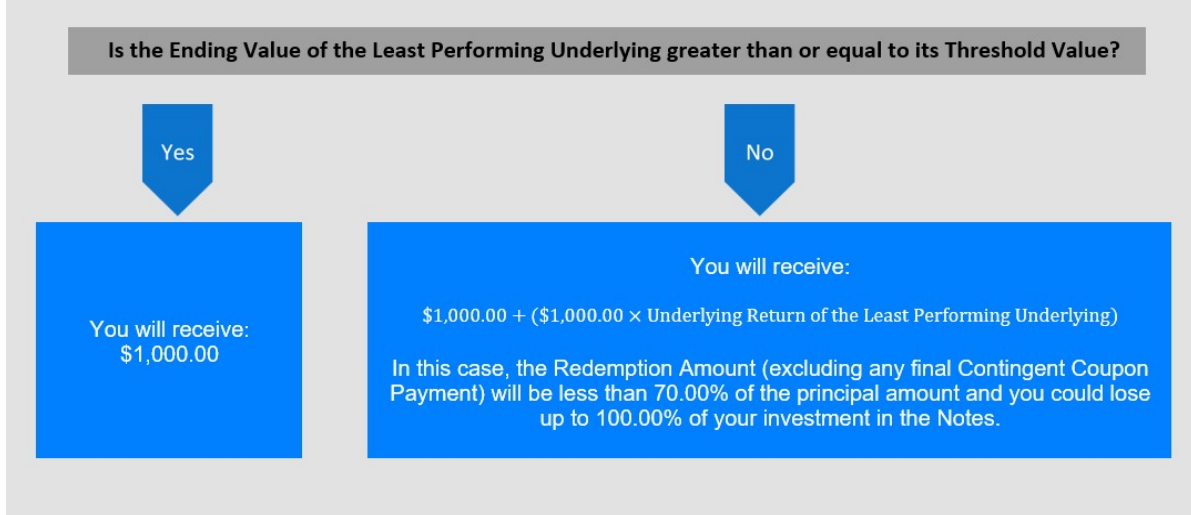 Is the Ending Value of the Least Performing Underlying greater than or equal to its Threshold Value?
Yes
No
You will receive:
$1,000.00
You will receive:
$1,000.00 + ($1,000.00 × Underlying Return of the Least Performing Underlying)
In this case, the Redemption Amount (excluding any final Contingent Coupon
Payment) will be less than 70.00% of the principal amount and you could lose
up to 100.00% of your investment in the Notes.